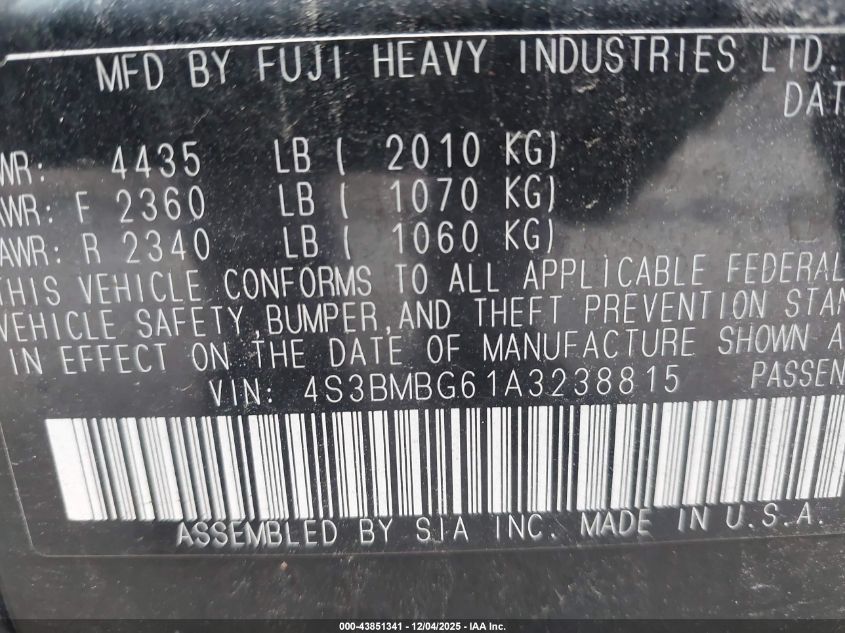 MFD BY FUJI HEAVY INDUSTRIES LTD.
DAT
WR: 4435 LB ( 2010 KG)
AWR: F 2360 LB ( 1070 KG)
AWR: R 2340 LB ( 1060 KG)
THIS VEHICLE CONFORMS TO ALL APPLICABLE FEDERAL
VEHICLE SAFETY,BUMPER,AND THEFT PREVENTION STAN
IN EFFECT ON THE DATE OF MANUFACTURE SHOWN A
VIN: 4S3BMBG61A3238815 PASSEN
ASSEMBLED BY SIA INC. MADE IN U.S.A.
000-43851341 - 12/04/2025 - IAA Inc.